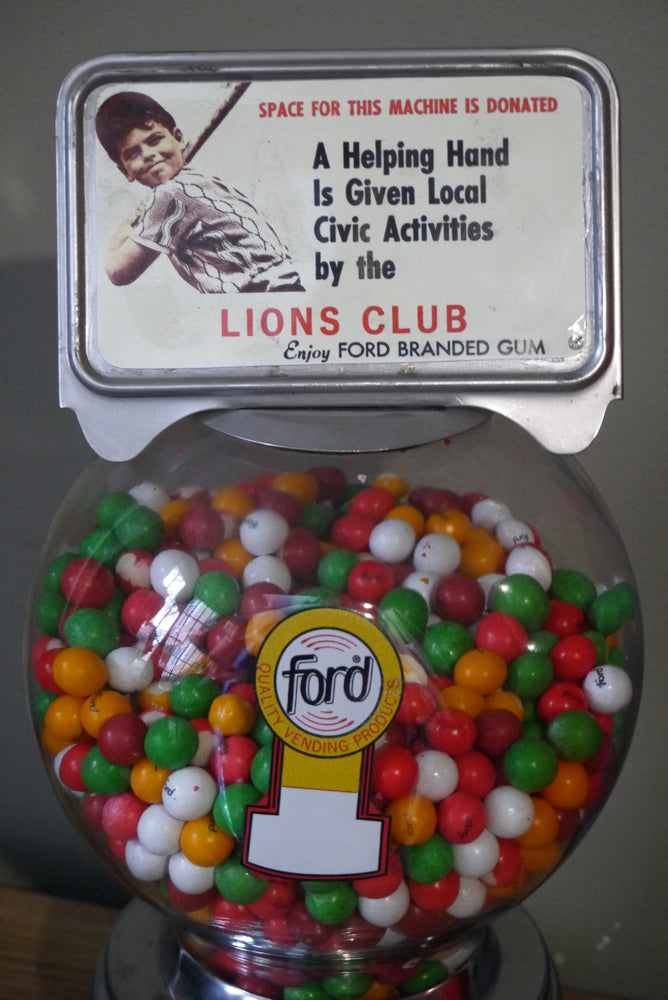 SPACE FOR THIS MACHINE IS DONATED
A Helping Hand
Is Given Local
Civic Activities
by the
LIONS CLUB
Enjoy FORD BRANDED GUM
ford®
QUALITY VENDING PRODUCTS